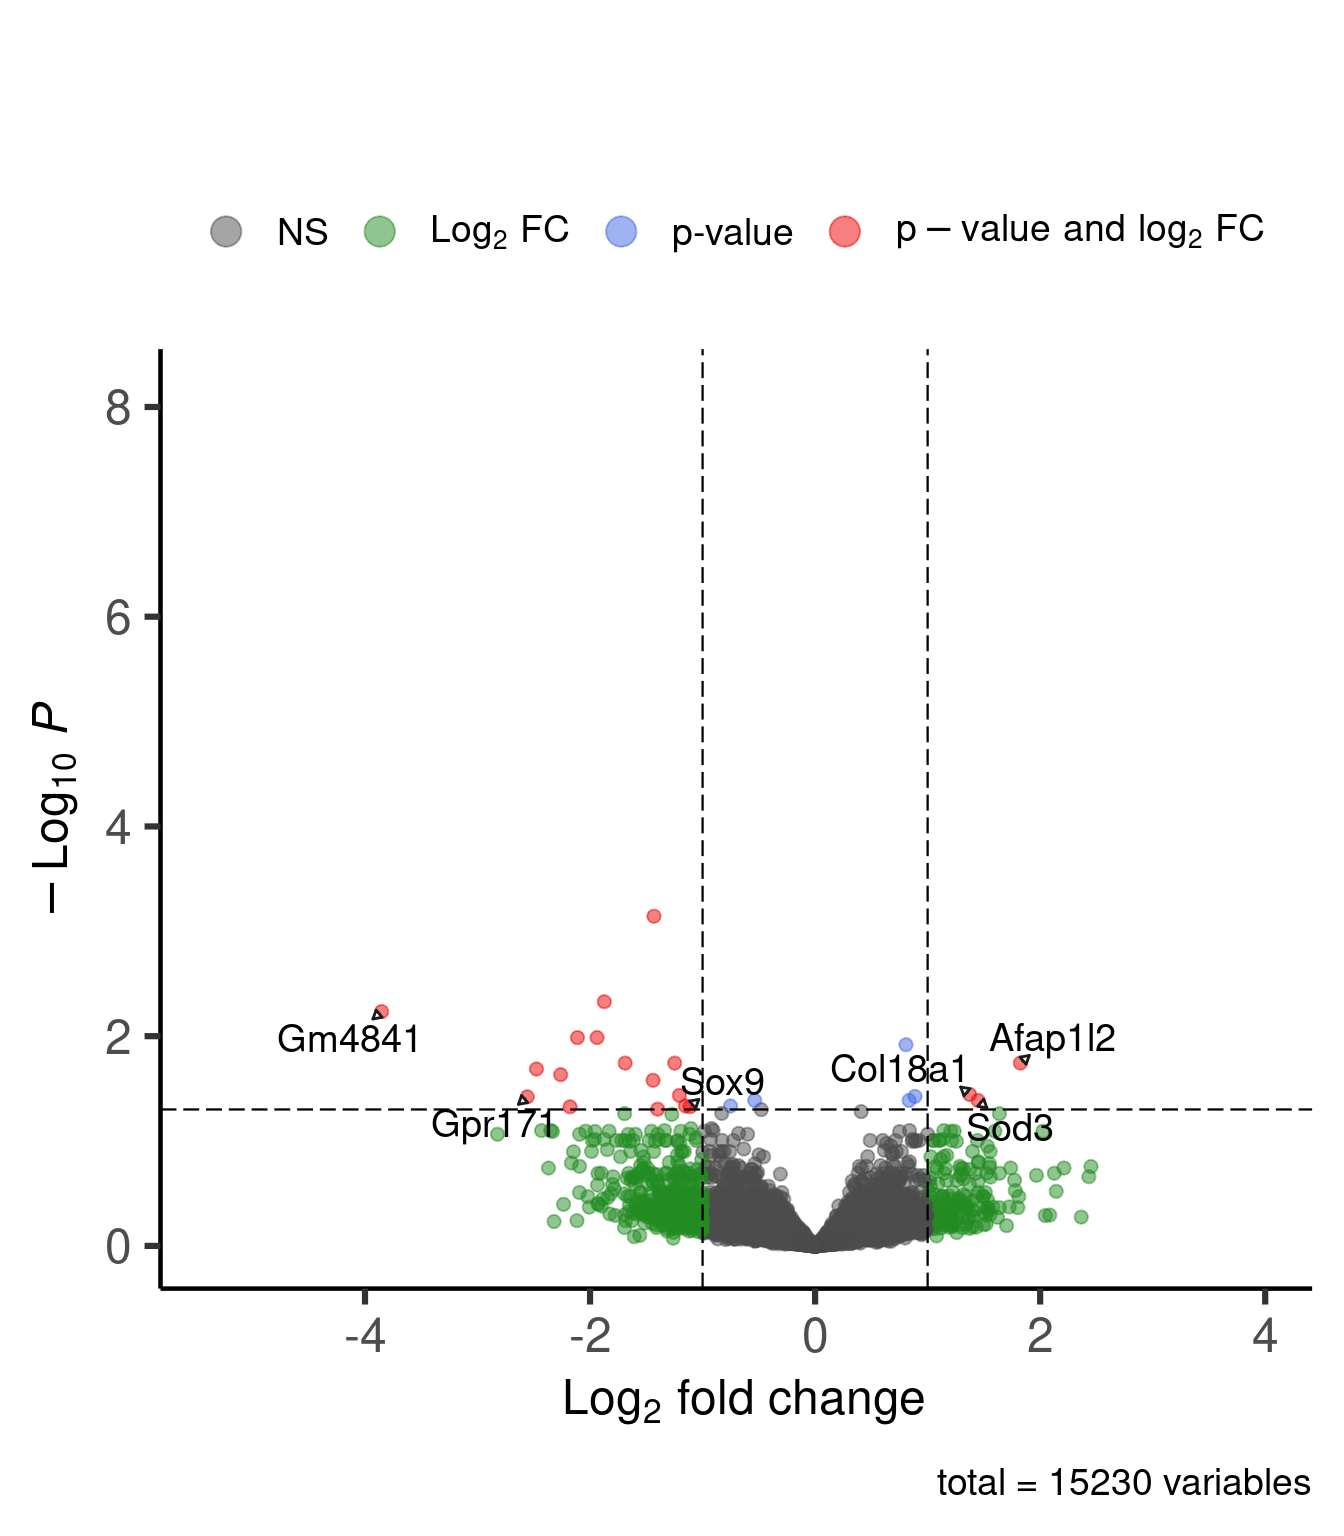 NS Log₂ FC p-value p − value and log₂ FC
8
6
4
2
0
− Log₁₀ P
Gm4841
Gpr171
Sox9
Col18a1
Afap1l2
Sod3
-4 -2 0 2 4
Log₂ fold change
total = 15230 variables